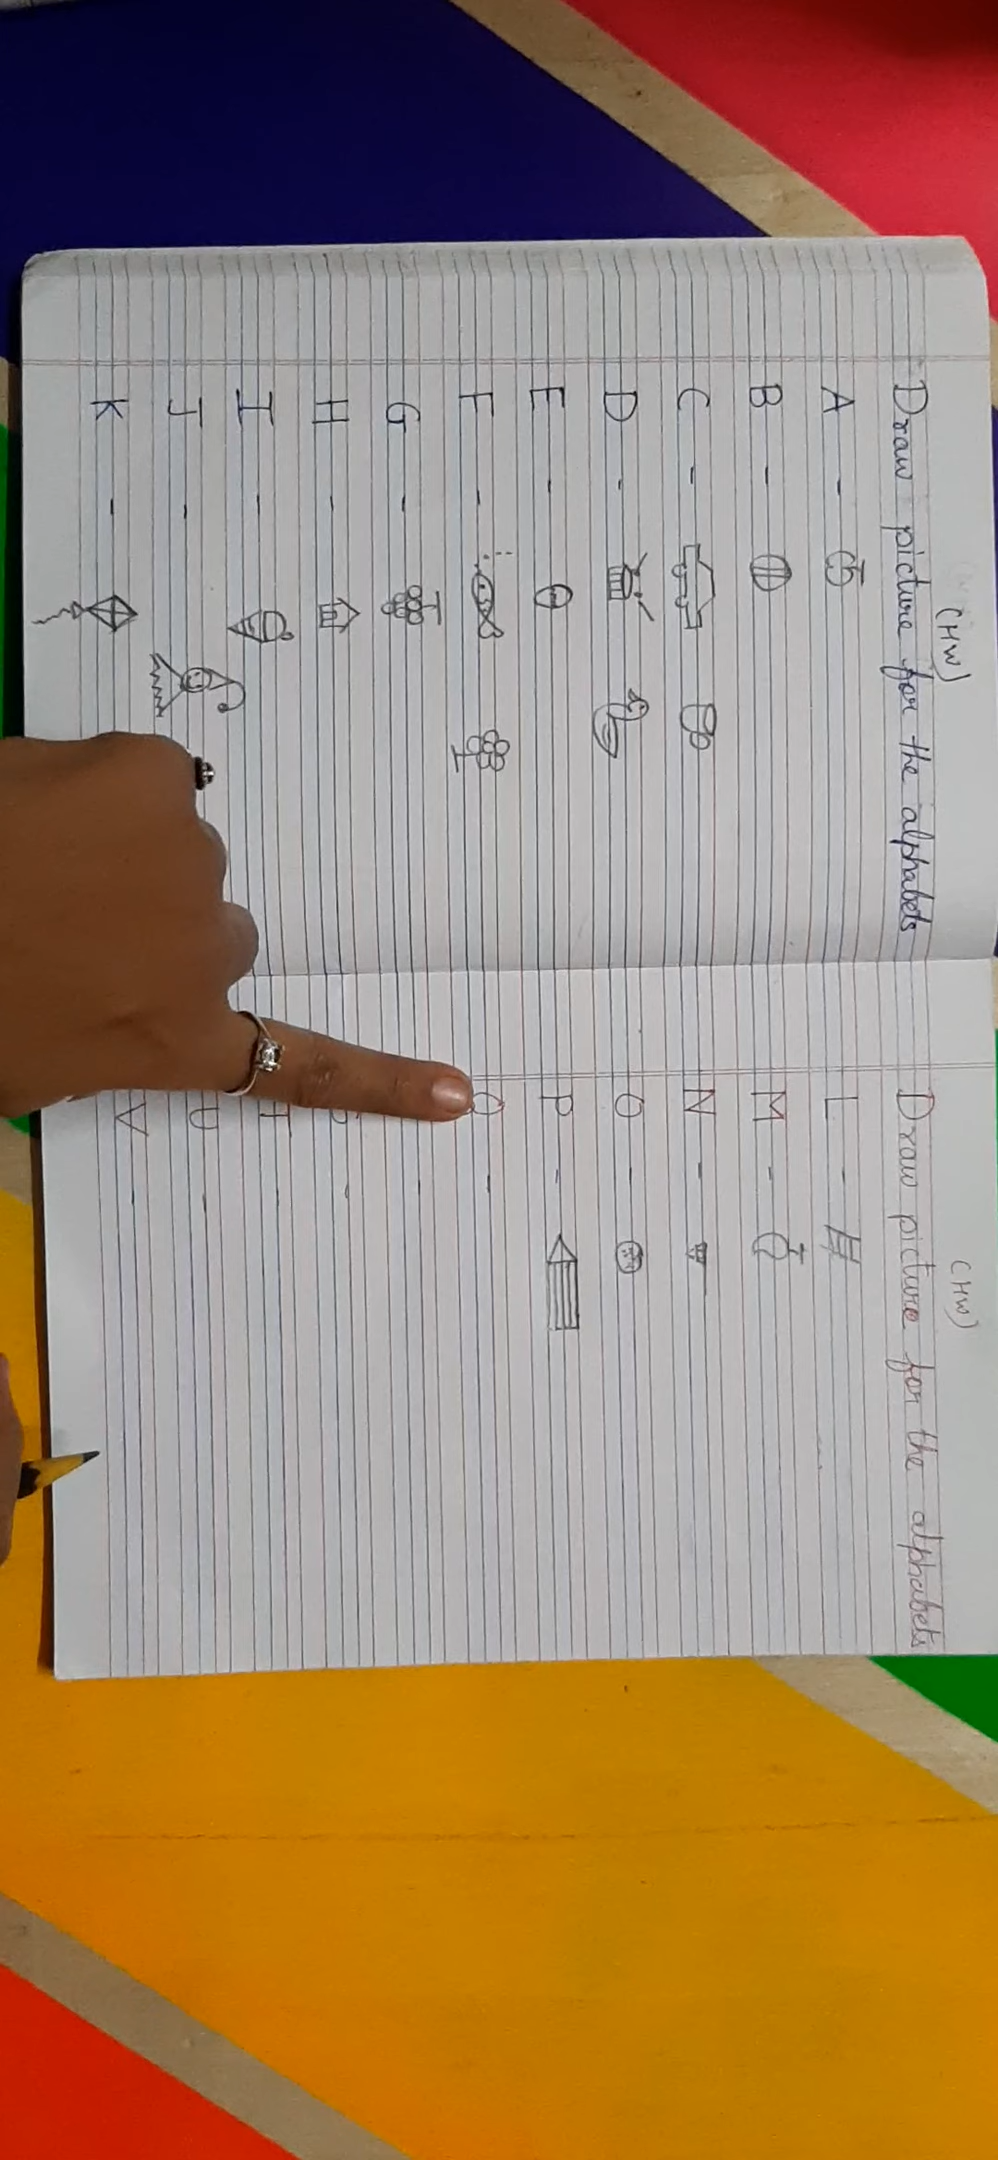 (HW)
Draw picture for the alphabets
A -
B -
C -
D -
E -
F -
G -
H -
I -
J -
K -
(HW)
Draw picture for the alphabets
L -
M -
N -
O -
P -
Q -
-
S -
T -
U -
V -